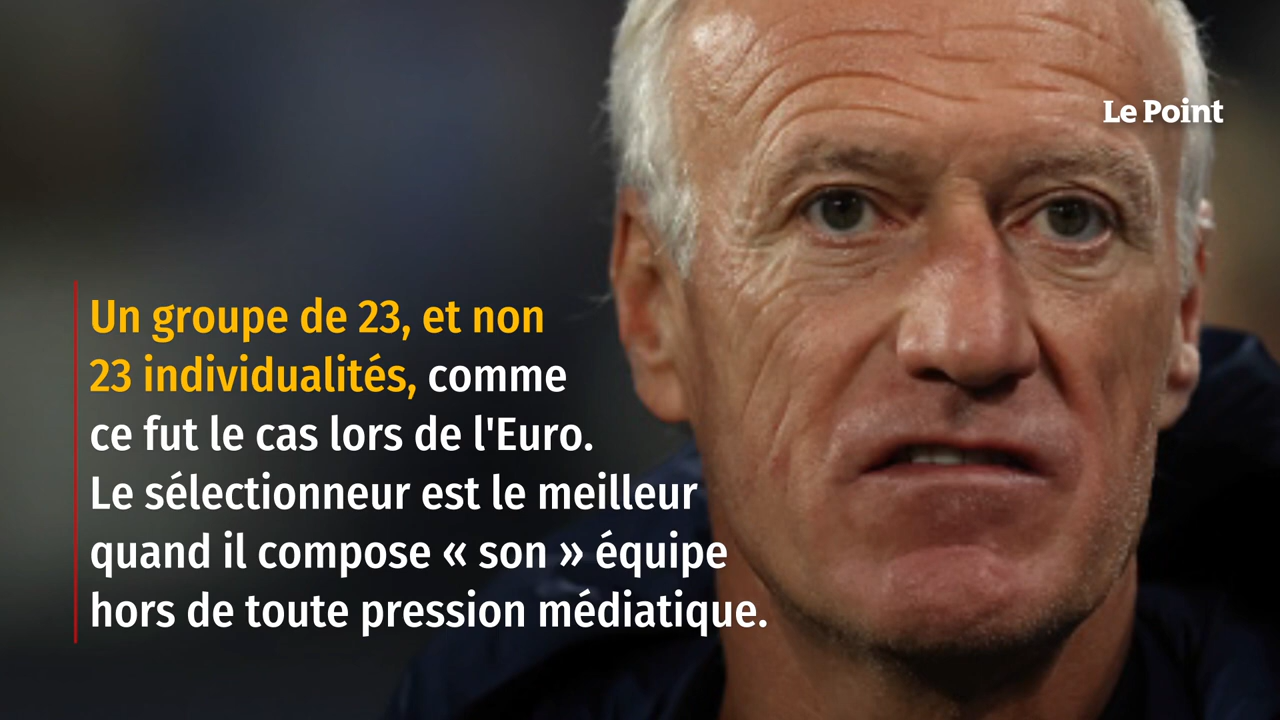 Le Point
Un groupe de 23, et non
23 individualités, comme
ce fut le cas lors de l'Euro.
Le sélectionneur est le meilleur
quand il compose « son » équipe
hors de toute pression médiatique.